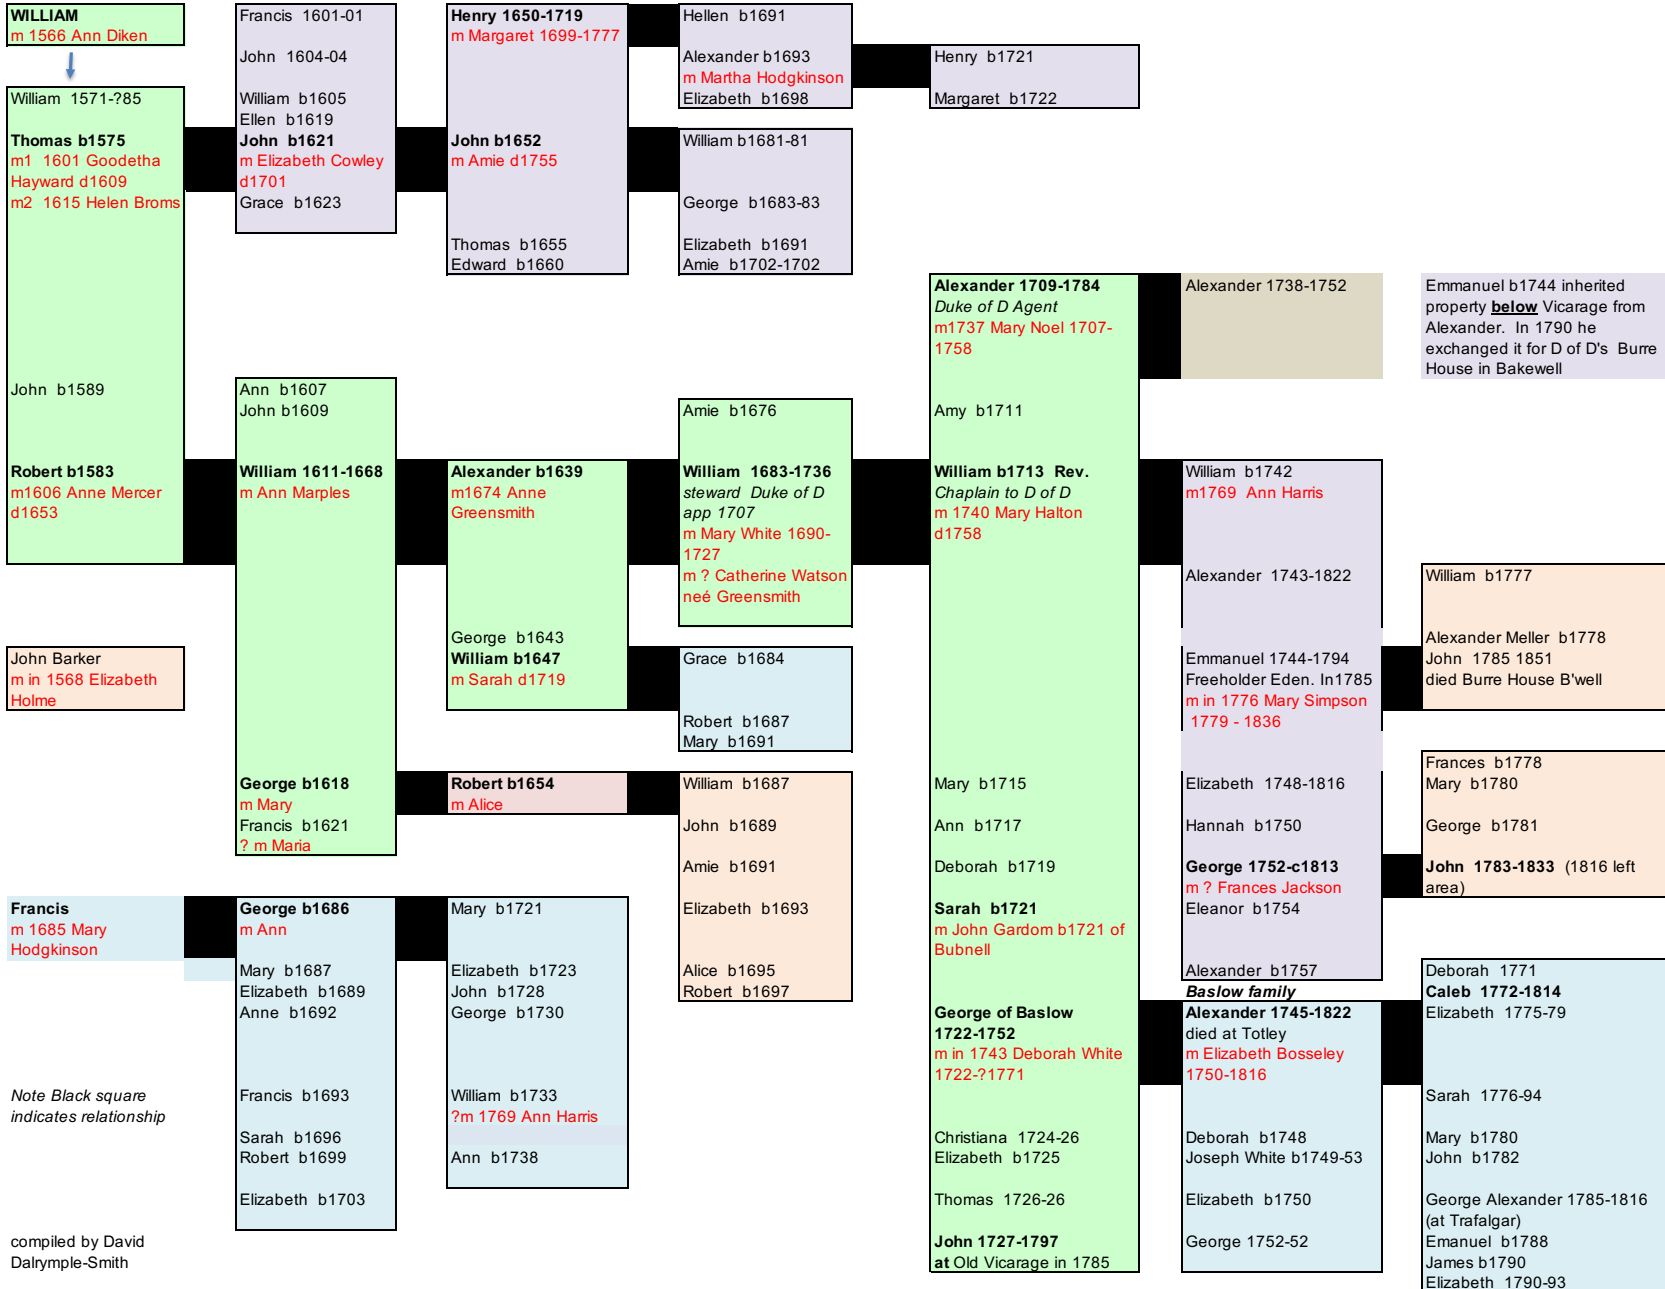 WILLIAM
m 1566 Ann Diken
William 1571-?85
Thomas b1575
m1 1601 Goodetha
Hayward d1609
m2 1615 Helen Broms
John b1589
Robert b1583
m1606 Anne Mercer
d1653
John Barker
m in 1568 Elizabeth
Holme
Francis
m 1685 Mary
Hodgkinson
Note Black square
indicates relationship
compiled by David
Dalrymple-Smith
Francis 1601-01
John 1604-04
William b1605
Ellen b1619
John b1621
m Elizabeth Cowley
d1701
Grace b1623
Ann b1607
John b1609
William 1611-1668
m Ann Marples
George b1618
m Mary
Francis b1621
? m Maria
George b1686
m Ann
Mary b1687
Elizabeth b1689
Anne b1692
Francis b1693
Sarah b1696
Robert b1699
Elizabeth b1703
Henry 1650-1719
m Margaret 1699-1777
John b1652
m Amie d1755
Thomas b1655
Edward b1660
Alexander b1639
m1674 Anne
Greensmith
George b1643
William b1647
m Sarah d1719
Robert b1654
m Alice
Mary b1721
Elizabeth b1723
John b1728
George b1730
William b1733
?m 1769 Ann Harris
Ann b1738
Hellen b1691
Alexander b1693
m Martha Hodgkinson
Elizabeth b1698
William b1681-81
George b1683-83
Elizabeth b1691
Amie b1702-1702
Amie b1676
William 1683-1736
steward Duke of D
app 1707
m Mary White 1690-
1727
m ? Catherine Watson
neé Greensmith
Grace b1684
Robert b1687
Mary b1691
William b1687
John b1689
Amie b1691
Elizabeth b1693
Alice b1695
Robert b1697
Henry b1721
Margaret b1722
Alexander 1709-1784
Duke of D Agent
m1737 Mary Noel 1707-
1758
Amy b1711
William b1713 Rev.
Chaplain to D of D
m 1740 Mary Halton
d1758
Mary b1715
Ann b1717
Deborah b1719
Sarah b1721
m John Gardom b1721 of
Bubnell
George of Baslow
1722-1752
m in 1743 Deborah White
1722-?1771
Christiana 1724-26
Elizabeth b1725
Thomas 1726-26
John 1727-1797
at Old Vicarage in 1785
Alexander 1738-1752
William b1742
m1769 Ann Harris
Alexander 1743-1822
Emmanuel 1744-1794
Freeholder Eden. In1785
m in 1776 Mary Simpson
1779 - 1836
Elizabeth 1748-1816
Hannah b1750
George 1752-c1813
m ? Frances Jackson
Eleanor b1754
Alexander b1757
Baslow family
Alexander 1745-1822
died at Totley
m Elizabeth Bosseley
1750-1816
Deborah b1748
Joseph White b1749-53
Elizabeth b1750
George 1752-52
Emmanuel b1744 inherited
property below Vicarage from
Alexander. In 1790 he
exchanged it for D of D's Burre
House in Bakewell
William b1777
Alexander Meller b1778
John 1785 1851
died Burre House B'well
Frances b1778
Mary b1780
George b1781
John 1783-1833 (1816 left
area)
Deborah 1771
Caleb 1772-1814
Elizabeth 1775-79
Sarah 1776-94
Mary b1780
John b1782
George Alexander 1785-1816
(at Trafalgar)
Emanuel b1788
James b1790
Elizabeth 1790-93